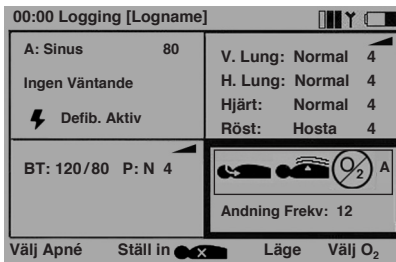 00:00 Logging [Logname]
A: Sinus 80
Ingen Väntande
Defib. Aktiv
V. Lung: Normal 4
H. Lung: Normal 4
Hjärt: Normal 4
Röst: Hosta 4
BT: 120/80 P: N 4
O₂ A
Andning Frekv: 12
Välj Apné Ställ in Läge Välj O₂